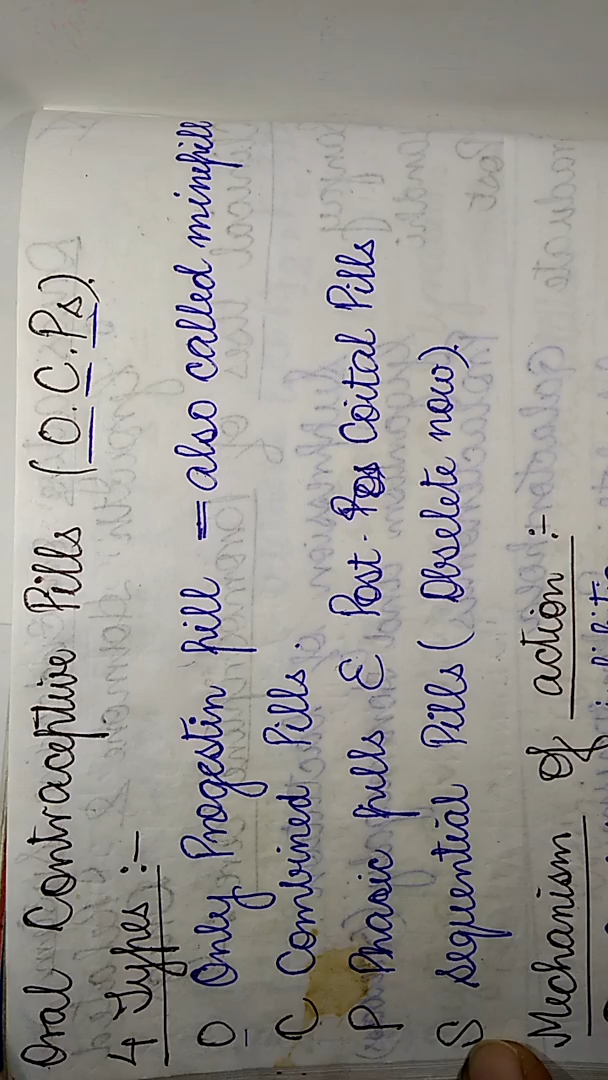 Oral Contraceptive Pills (O.C.Ps).
4 Types:-
O Only Progestin pill — also called minipill
C Combined Pills.
P Phasic pills & Post- Coital Pills
S Sequential Pills (Obselete now).
Mechanism of action:-